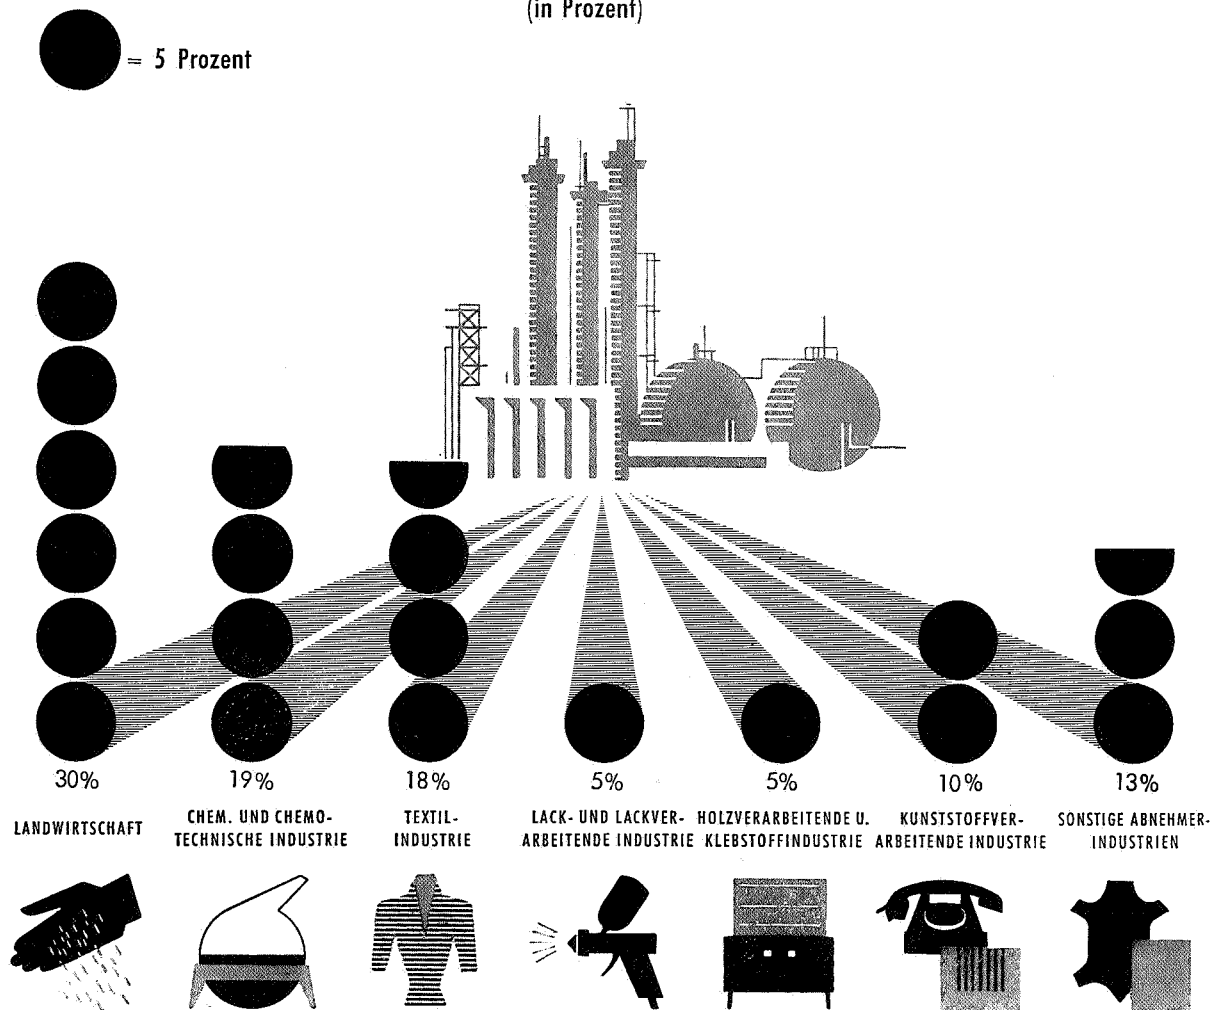 (in Prozent)
= 5 Prozent
30%
19%
18%
5%
5%
10%
13%
LANDWIRTSCHAFT
CHEM. UND CHEMO-
TECHNISCHE INDUSTRIE
TEXTIL-
INDUSTRIE
LACK- UND LACKVER-
ARBEITENDE INDUSTRIE
HOLZVERARBEITENDE U.
KLEBSTOFFINDUSTRIE
KUNSTSTOFFVER-
ARBEITENDE INDUSTRIE
SONSTIGE ABNEHMER-
INDUSTRIEN